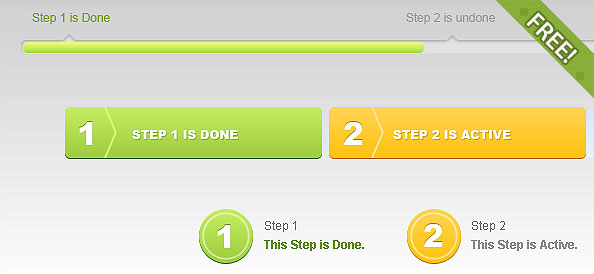 Step 1 is Done
Step 2 is undone
FREE!
1 STEP 1 IS DONE
2 STEP 2 IS ACTIVE
1
Step 1
This Step is Done.
2
Step 2
This Step is Active.